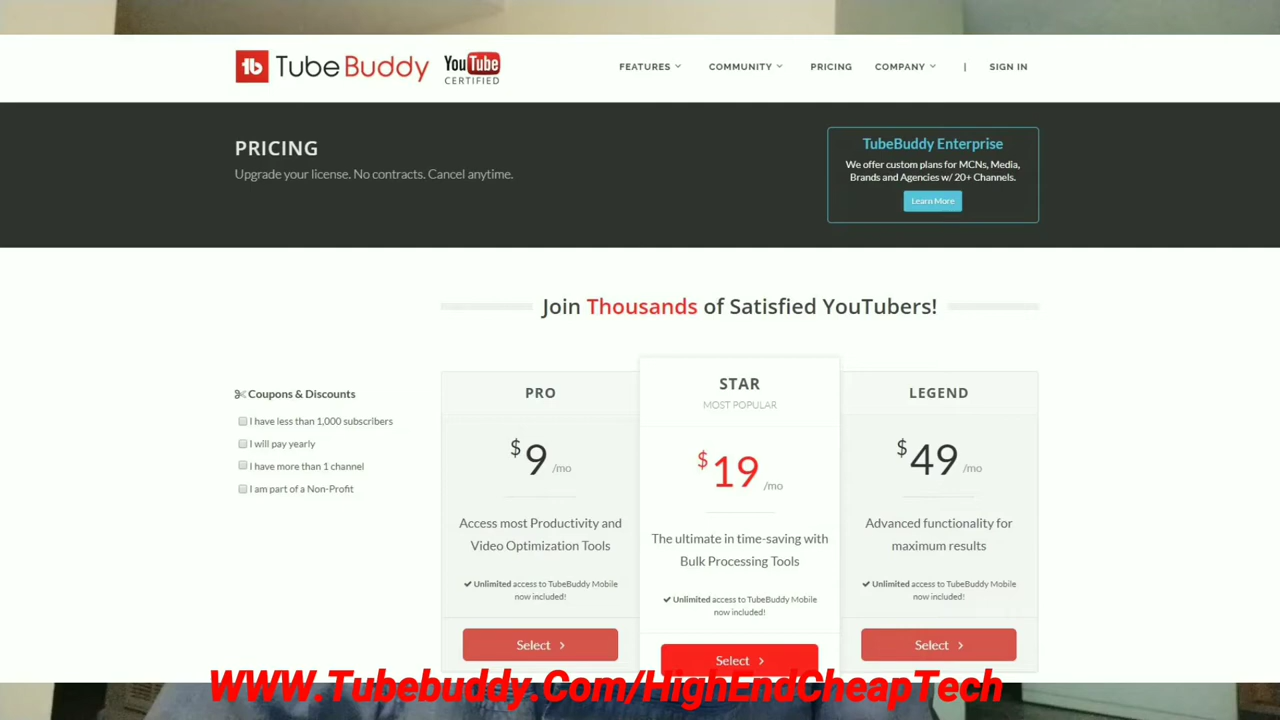 TubeBuddy YouTube CERTIFIED
FEATURES COMMUNITY PRICING COMPANY | SIGN IN
PRICING
Upgrade your license. No contracts. Cancel anytime.
TubeBuddy Enterprise
We offer custom plans for MCNs, Media,
Brands and Agencies w/ 20+ Channels.
Learn More
Join Thousands of Satisfied YouTubers!
Coupons & Discounts
I have less than 1,000 subscribers
I will pay yearly
I have more than 1 channel
I am part of a Non-Profit
PRO
$9/mo
Access most Productivity and
Video Optimization Tools
✔ Unlimited access to TubeBuddy Mobile
now included!
Select >
STAR
MOST POPULAR
$19/mo
The ultimate in time-saving with
Bulk Processing Tools
✔ Unlimited access to TubeBuddy Mobile
now included!
Select >
LEGEND
$49/mo
Advanced functionality for
maximum results
✔ Unlimited access to TubeBuddy Mobile
now included!
Select >
WWW.Tubebuddy.Com/HighEndCheapTech